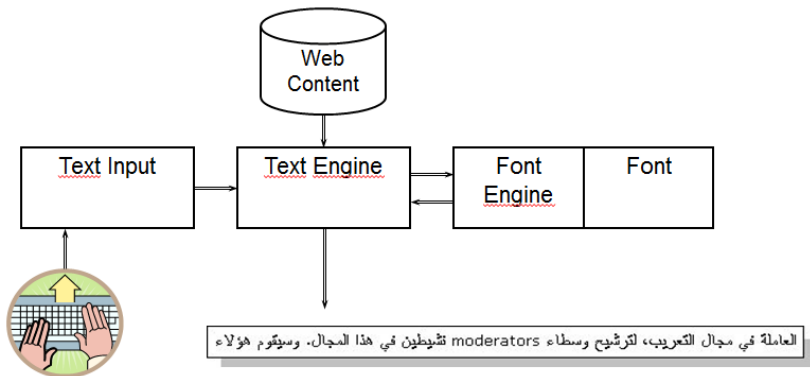 Web
Content
Text Input
Text Engine
Font
Engine
Font
العاملة في مجال التعريب، لترشيح وسطاء moderators نشيطين في هذا المجال. وسيقوم هؤلاء